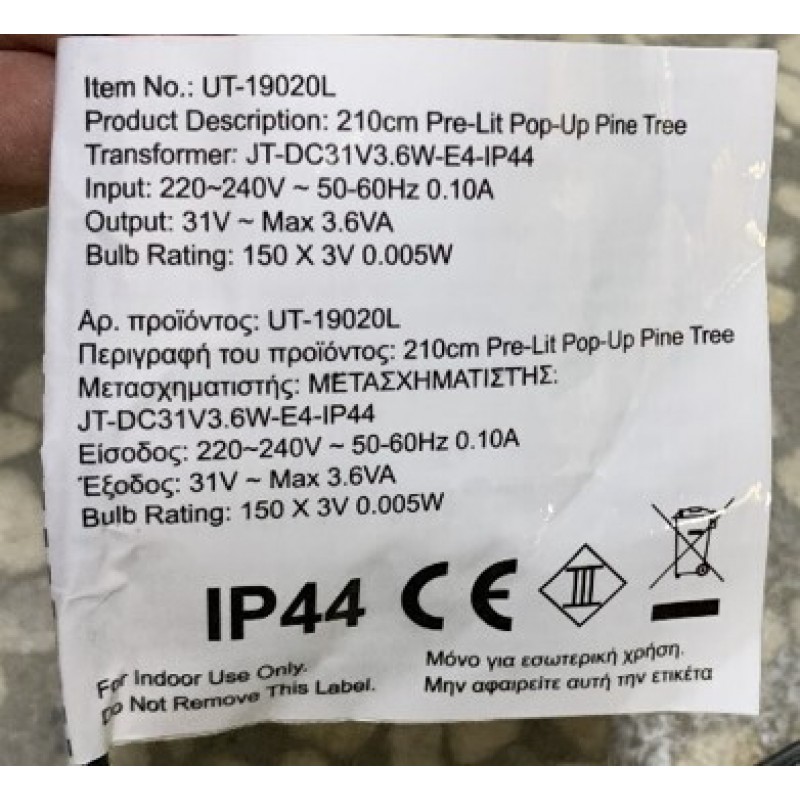 Item No.: UT-19020L
Product Description: 210cm Pre-Lit Pop-Up Pine Tree
Transformer: JT-DC31V3.6W-E4-IP44
Input: 220~240V ~ 50-60Hz 0.10A
Output: 31V ~ Max 3.6VA
Bulb Rating: 150 X 3V 0.005W
Αρ. προϊόντος: UT-19020L
Περιγραφή του προϊόντος: 210cm Pre-Lit Pop-Up Pine Tree
Μετασχηματιστής: ΜΕΤΑΣΧΗΜΑΤΙΣΤΗΣ:
JT-DC31V3.6W-E4-IP44
Είσοδος: 220~240V ~ 50-60Hz 0.10A
Έξοδος: 31V ~ Max 3.6VA
Bulb Rating: 150 X 3V 0.005W
IP44 CE III
For Indoor Use Only.
Do Not Remove This Label.
Μόνο για εσωτερική χρήση.
Μην αφαιρείτε αυτή την ετικέτα